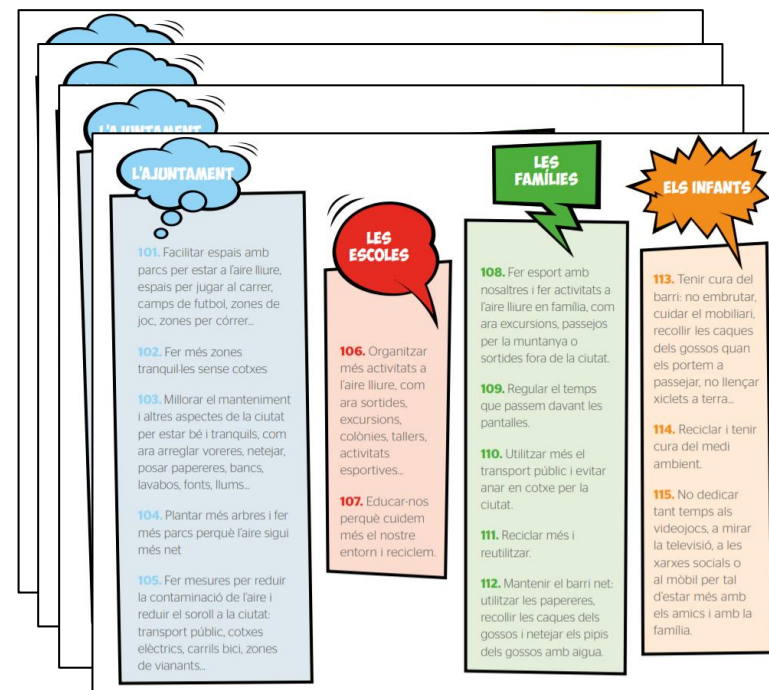 L'AJUNTAMENT
L'AJUNTAMENT
101. Facilitar espais amb
parcs per estar a l'aire lliure,
espais per jugar al carrer,
camps de futbol, zones de
joc, zones per córrer...
102. Fer més zones
tranquil·les sense cotxes
103. Millorar el manteniment
i altres aspectes de la ciutat
per estar bé i tranquils, com
ara arreglar voreres, netejar,
posar papereres, bancs,
lavabos, fonts, llums...
104. Plantar més arbres i fer
més parcs perquè l'aire sigui
més net
105. Fer mesures per reduir
la contaminació de l'aire i
reduir el soroll a la ciutat:
transport públic, cotxes
elèctrics, carrils bici, zones
de vianants...
LES
ESCOLES
106. Organitzar
més activitats a
l'aire lliure, com
ara sortides,
excursions,
colònies, tallers,
activitats
esportives...
107. Educar-nos
perquè cuidem
més el nostre
entorn i reciclem.
LES
FAMÍLIES
108. Fer esport amb
nosaltres i fer activitats a
l'aire lliure en família, com
ara excursions, passejos
per la muntanya o
sortides fora de la ciutat.
109. Regular el temps
que passem davant les
pantalles.
110. Utilitzar més el
transport públic i evitar
anar en cotxe per la
ciutat.
111. Reciclar més i
reutilitzar.
112. Mantenir el barri net:
utilitzar les papereres,
recollir les caques dels
gossos i netejar els pipis
dels gossos amb aigua.
ELS INFANTS
113. Tenir cura del
barri: no embrutar,
cuidar el mobiliari,
recollir les caques
dels gossos quan
els portem a
passejar, no llençar
xiclets a terra...
114. Reciclar i tenir
cura del medi
ambient.
115. No dedicar
tant temps als
videojocs, a mirar
la televisió, a les
xarxes socials o
al mòbil per tal
d'estar més amb
els amics i amb la
família.